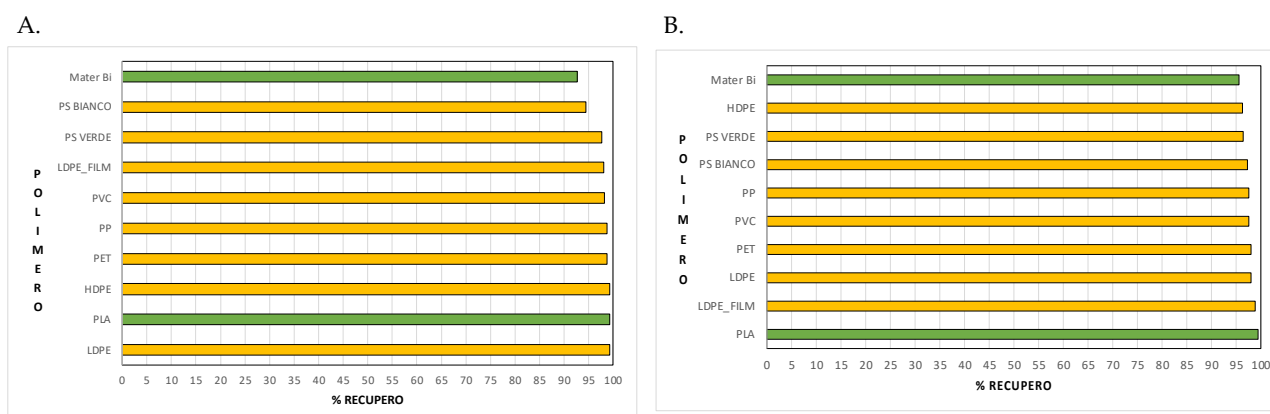 A.
Mater Bi
PS BIANCO
PS VERDE
LDPE_FILM
PVC
PP
PET
HDPE
PLA
LDPE
POLIMERO
0 5 10 15 20 25 30 35 40 45 50 55 60 65 70 75 80 85 90 95 100
% RECUPERO
B.
Mater Bi
HDPE
PS VERDE
PS BIANCO
PP
PVC
PET
LDPE
LDPE_FILM
PLA
POLIMERO
0 5 10 15 20 25 30 35 40 45 50 55 60 65 70 75 80 85 90 95 100
% RECUPERO